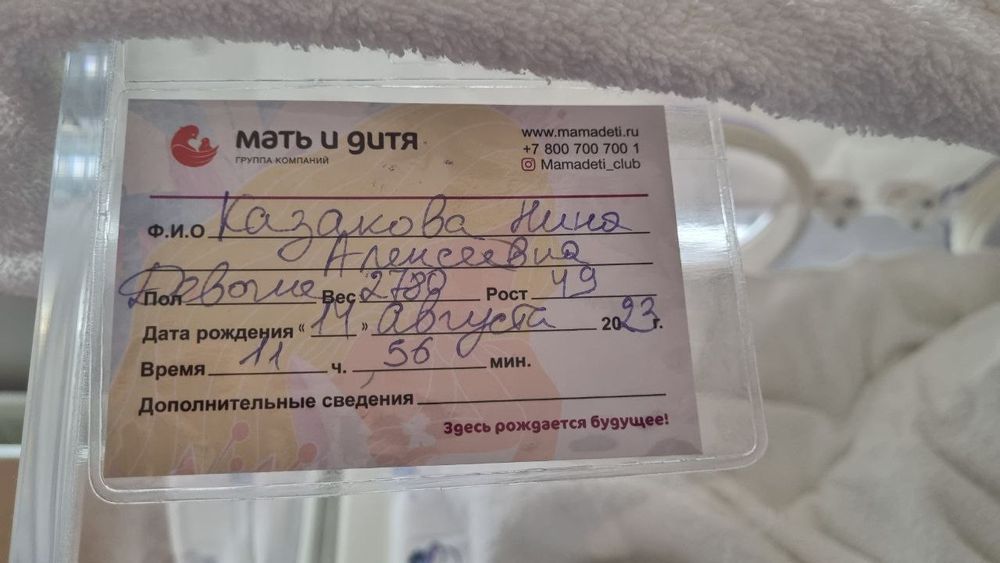 мать и дитя
ГРУППА КОМПАНИЙ
www.mamadeti.ru
+7 800 700 700 1
Mamadeti_club
Ф.И.О Казакова Нина
Алексеевна
Пол Девочка Вес 2780 Рост 49
Дата рождения « 14 » Августа 2023 г.
Время 11 ч. 56 мин.
Дополнительные сведения
Здесь рождается будущее!